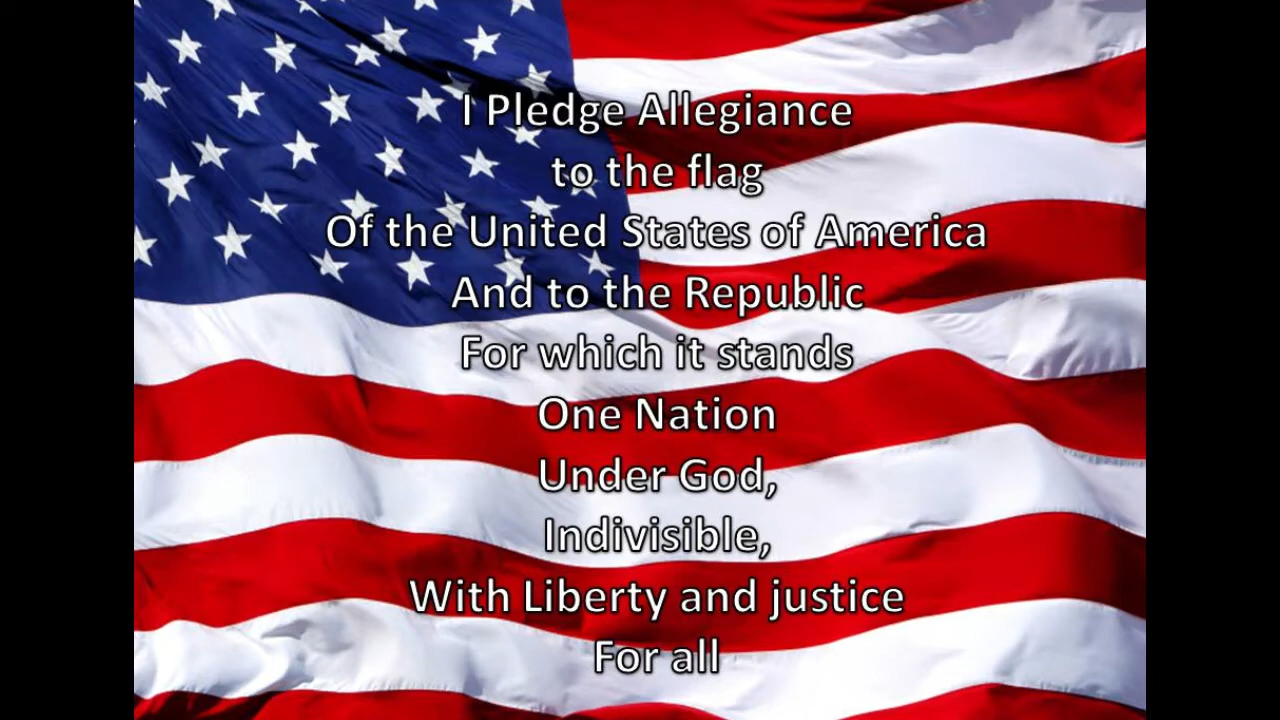 I Pledge Allegiance
to the flag
Of the United States of America
And to the Republic
For which it stands
One Nation
Under God,
Indivisible,
With Liberty and justice
For all